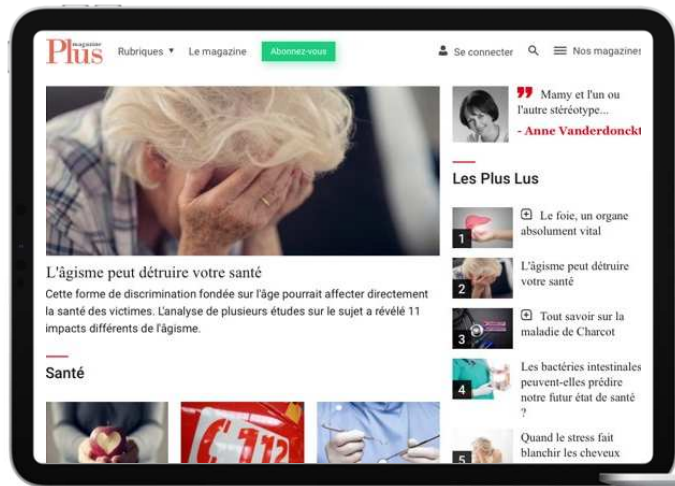 magazine
Plus
Rubriques ▼ Le magazine Abonnez-vous
Se connecter Nos magazines
Mamy et l'un ou
l'autre stéréotype...
- Anne Vanderdonckt
Les Plus Lus
1 Le foie, un organe
absolument vital
2 L'âgisme peut détruire
votre santé
3 Tout savoir sur la
maladie de Charcot
4 Les bactéries intestinales
peuvent-elles prédire
notre futur état de santé
?
5 Quand le stress fait
blanchir les cheveux
L'âgisme peut détruire votre santé
Cette forme de discrimination fondée sur l'âge pourrait affecter directement
la santé des victimes. L'analyse de plusieurs études sur le sujet a révélé 11
impacts différents de l'âgisme.
Santé
112